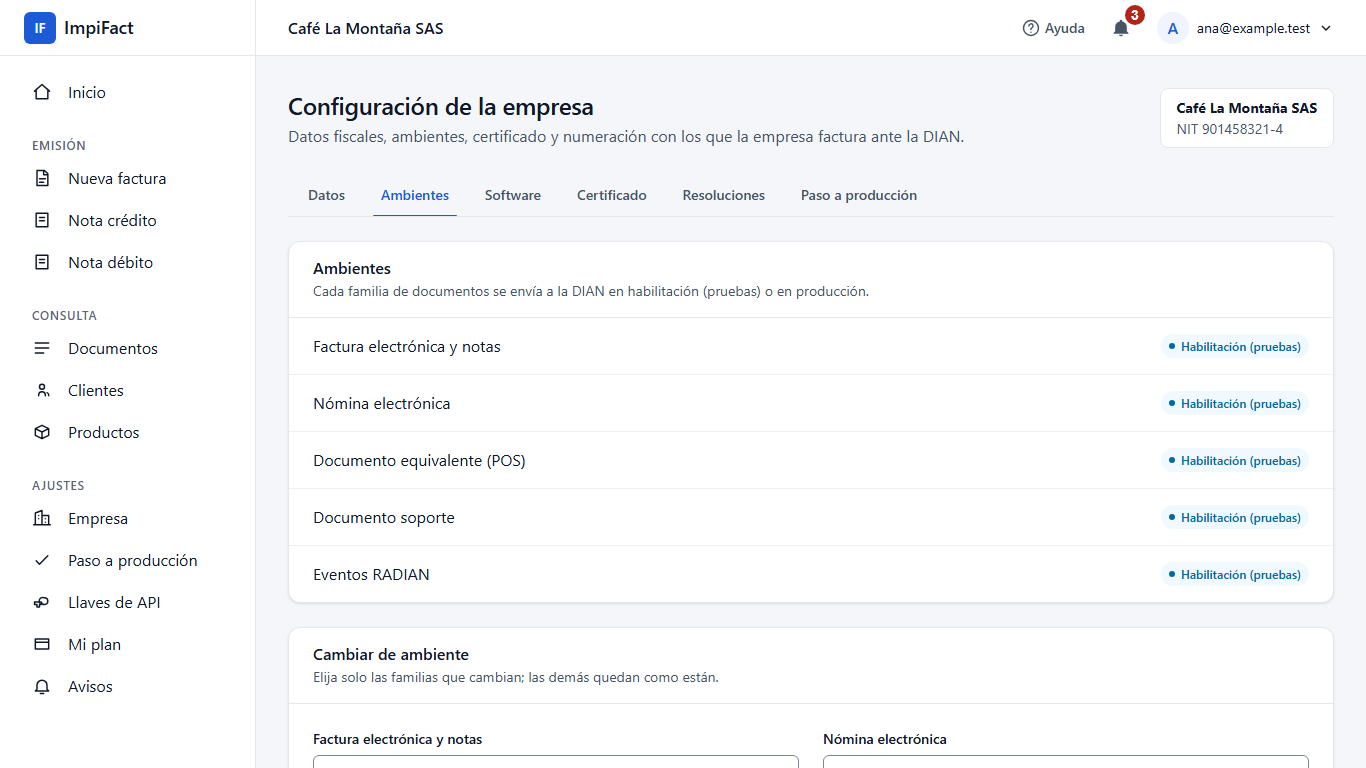 IF ImpiFact
Café La Montaña SAS
Ayuda
3
A ana@example.test
Inicio
EMISIÓN
Nueva factura
Nota crédito
Nota débito
CONSULTA
Documentos
Clientes
Productos
AJUSTES
Empresa
Paso a producción
Llaves de API
Mi plan
Avisos
Configuración de la empresa
Datos fiscales, ambientes, certificado y numeración con los que la empresa factura ante la DIAN.
Café La Montaña SAS
NIT 901458321-4
Datos Ambientes Software Certificado Resoluciones Paso a producción
Ambientes
Cada familia de documentos se envía a la DIAN en habilitación (pruebas) o en producción.
Factura electrónica y notas Habilitación (pruebas)
Nómina electrónica Habilitación (pruebas)
Documento equivalente (POS) Habilitación (pruebas)
Documento soporte Habilitación (pruebas)
Eventos RADIAN Habilitación (pruebas)
Cambiar de ambiente
Elija solo las familias que cambian; las demás quedan como están.
Factura electrónica y notas Nómina electrónica